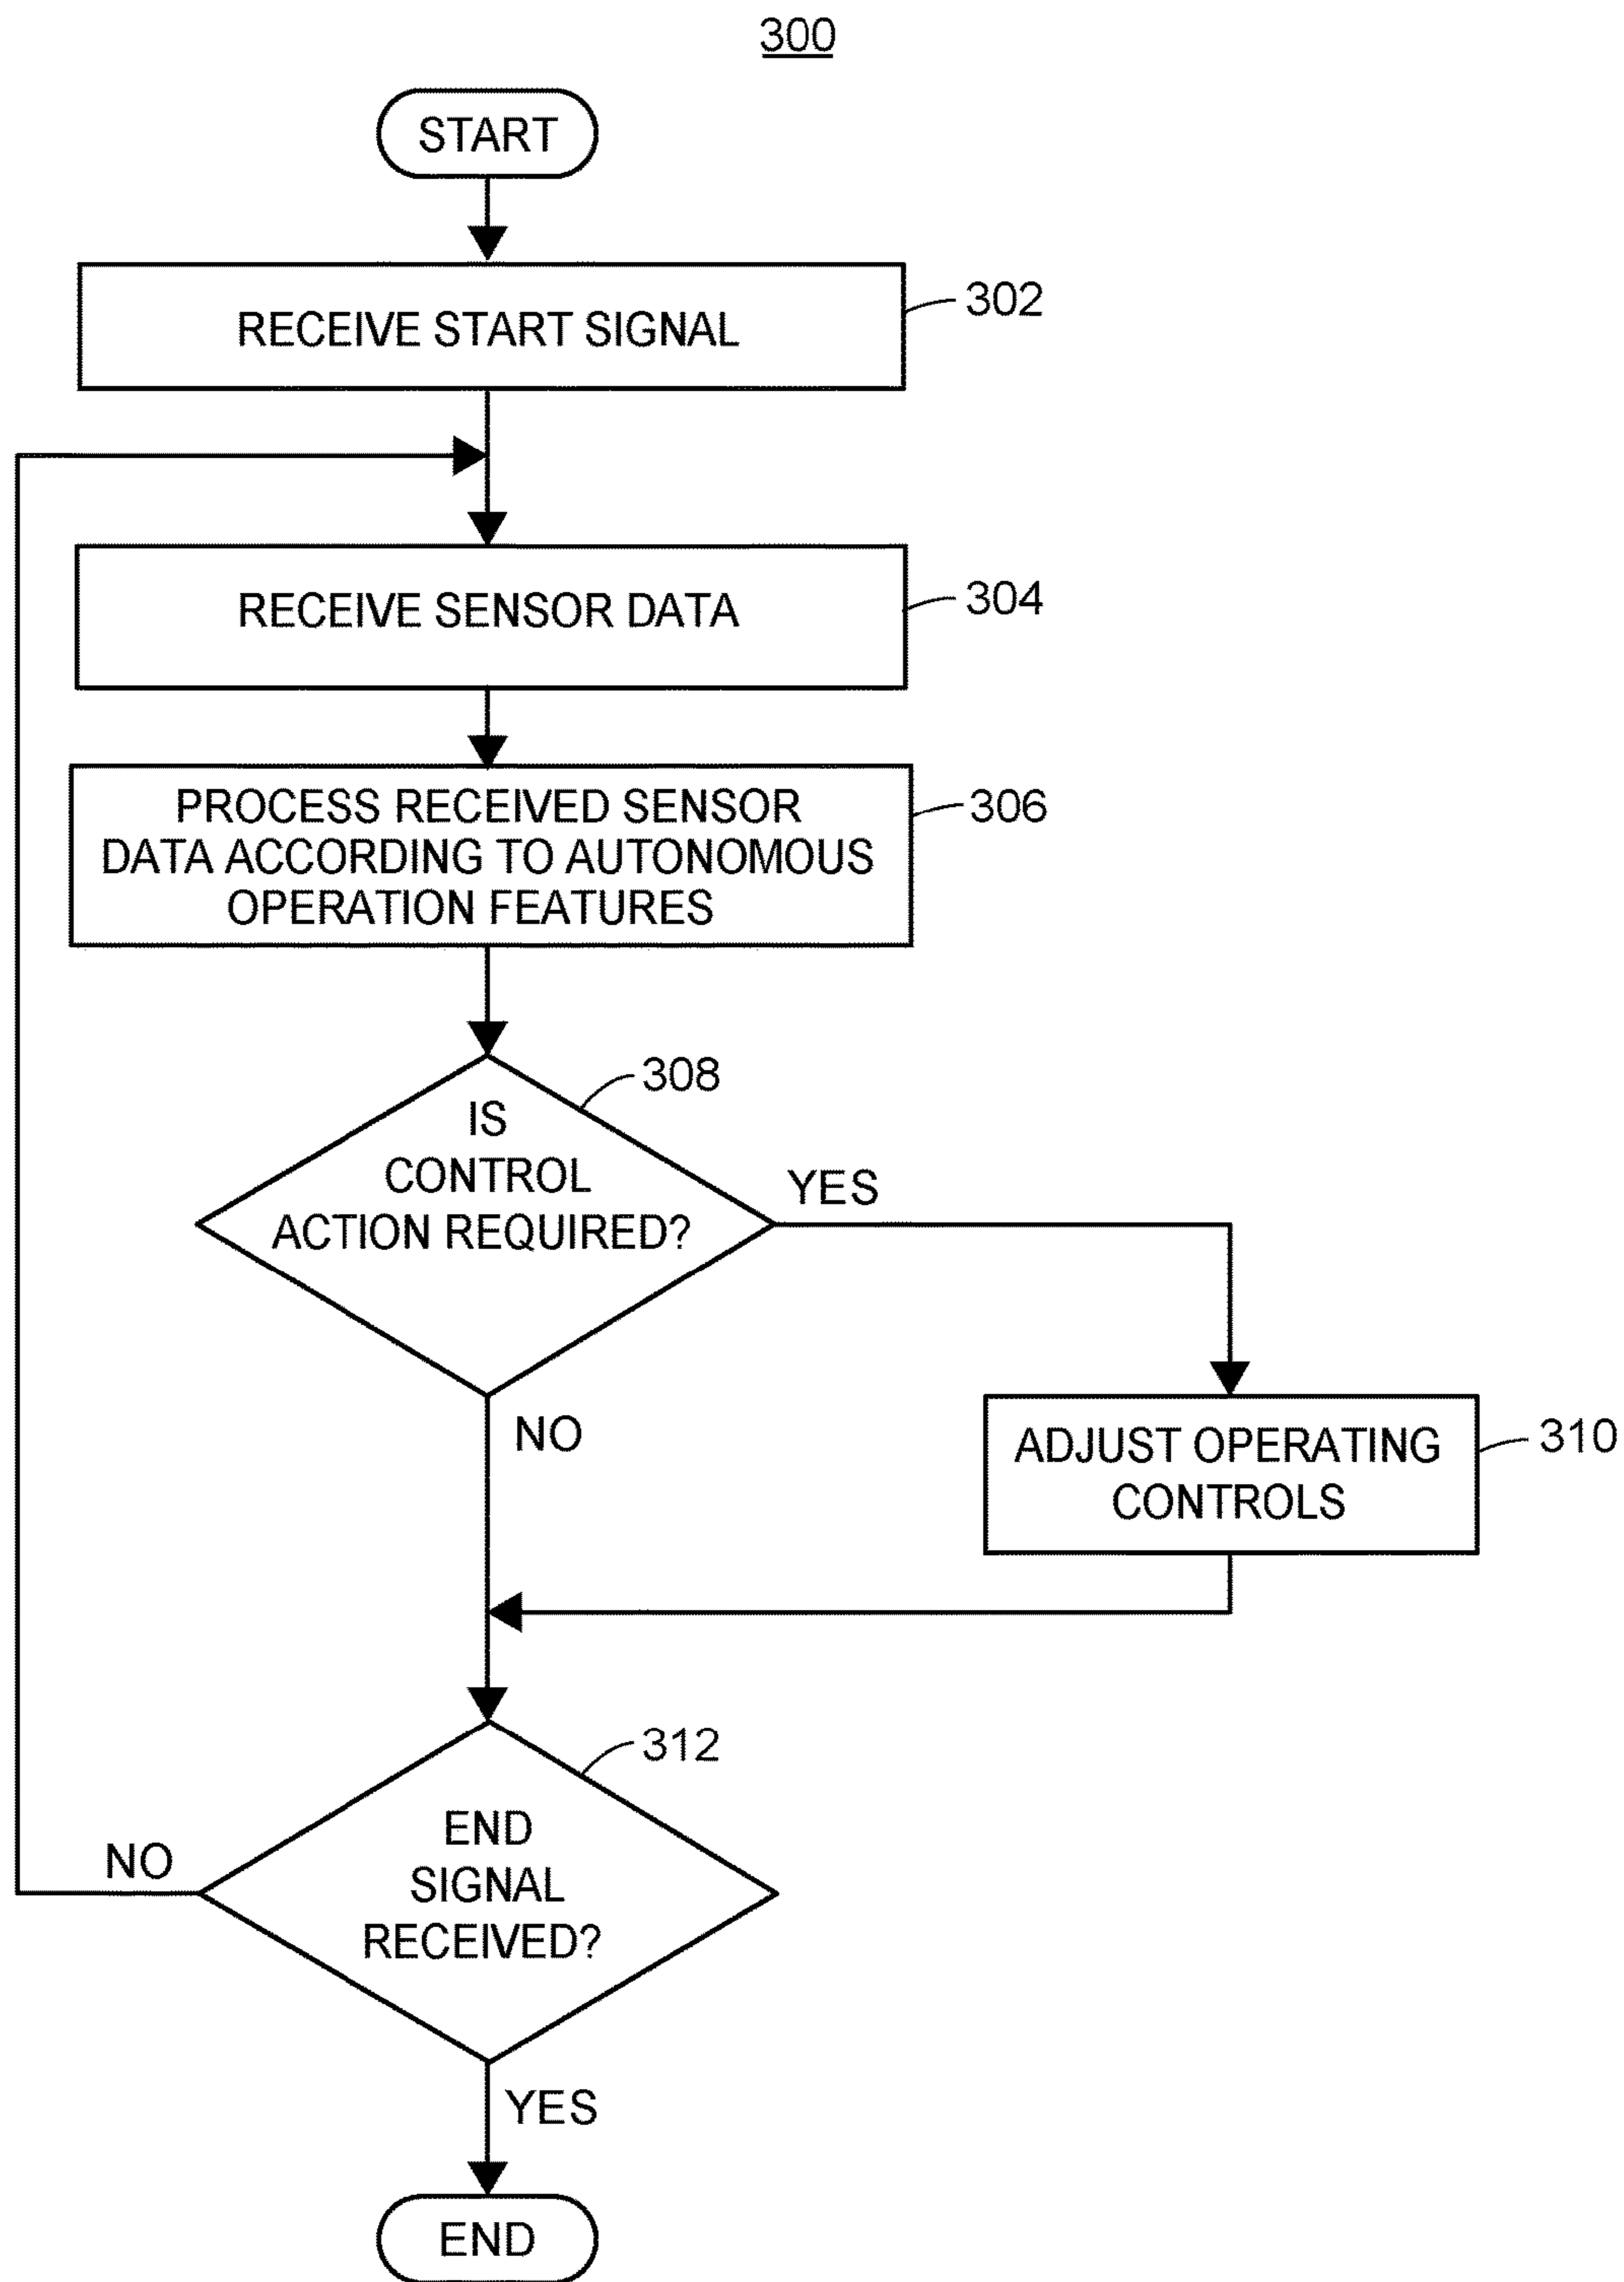 300
START
RECEIVE START SIGNAL
302
RECEIVE SENSOR DATA
304
PROCESS RECEIVED SENSOR
DATA ACCORDING TO AUTONOMOUS
OPERATION FEATURES
306
308
IS
CONTROL
ACTION REQUIRED?
YES
NO
ADJUST OPERATING
CONTROLS
310
312
END
SIGNAL
RECEIVED?
NO
YES
END